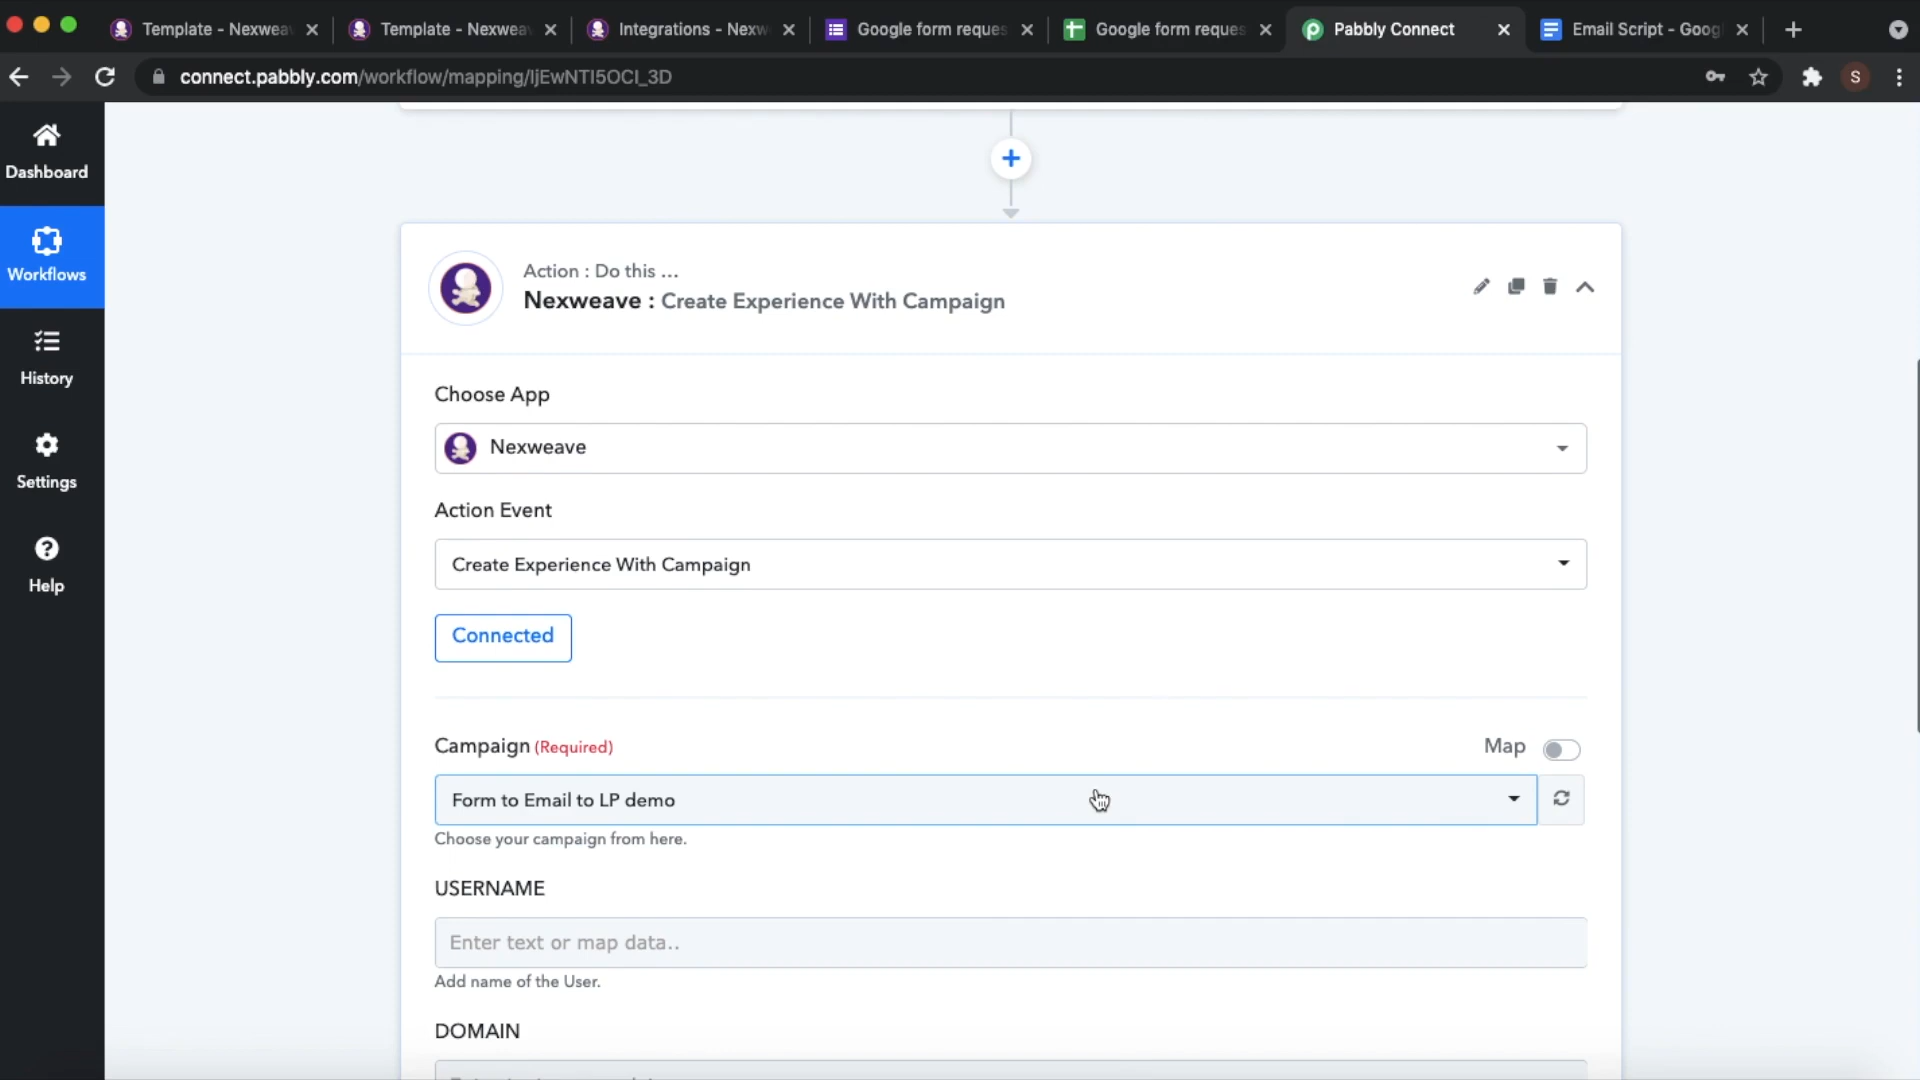 Template - Nexwea
Template - Nexwea
Integrations - Nexw
Google form reques
Google form reques
Pabbly Connect
Email Script - Goog
connect.pabbly.com/workflow/mapping/IjEwNTI5OCI_3D
S
Dashboard
Workflows
History
Settings
Help
Action : Do this ...
Nexweave : Create Experience With Campaign
Choose App
Nexweave
Action Event
Create Experience With Campaign
Connected
Campaign (Required)
Map
Form to Email to LP demo
Choose your campaign from here.
USERNAME
Enter text or map data..
Add name of the User.
DOMAIN